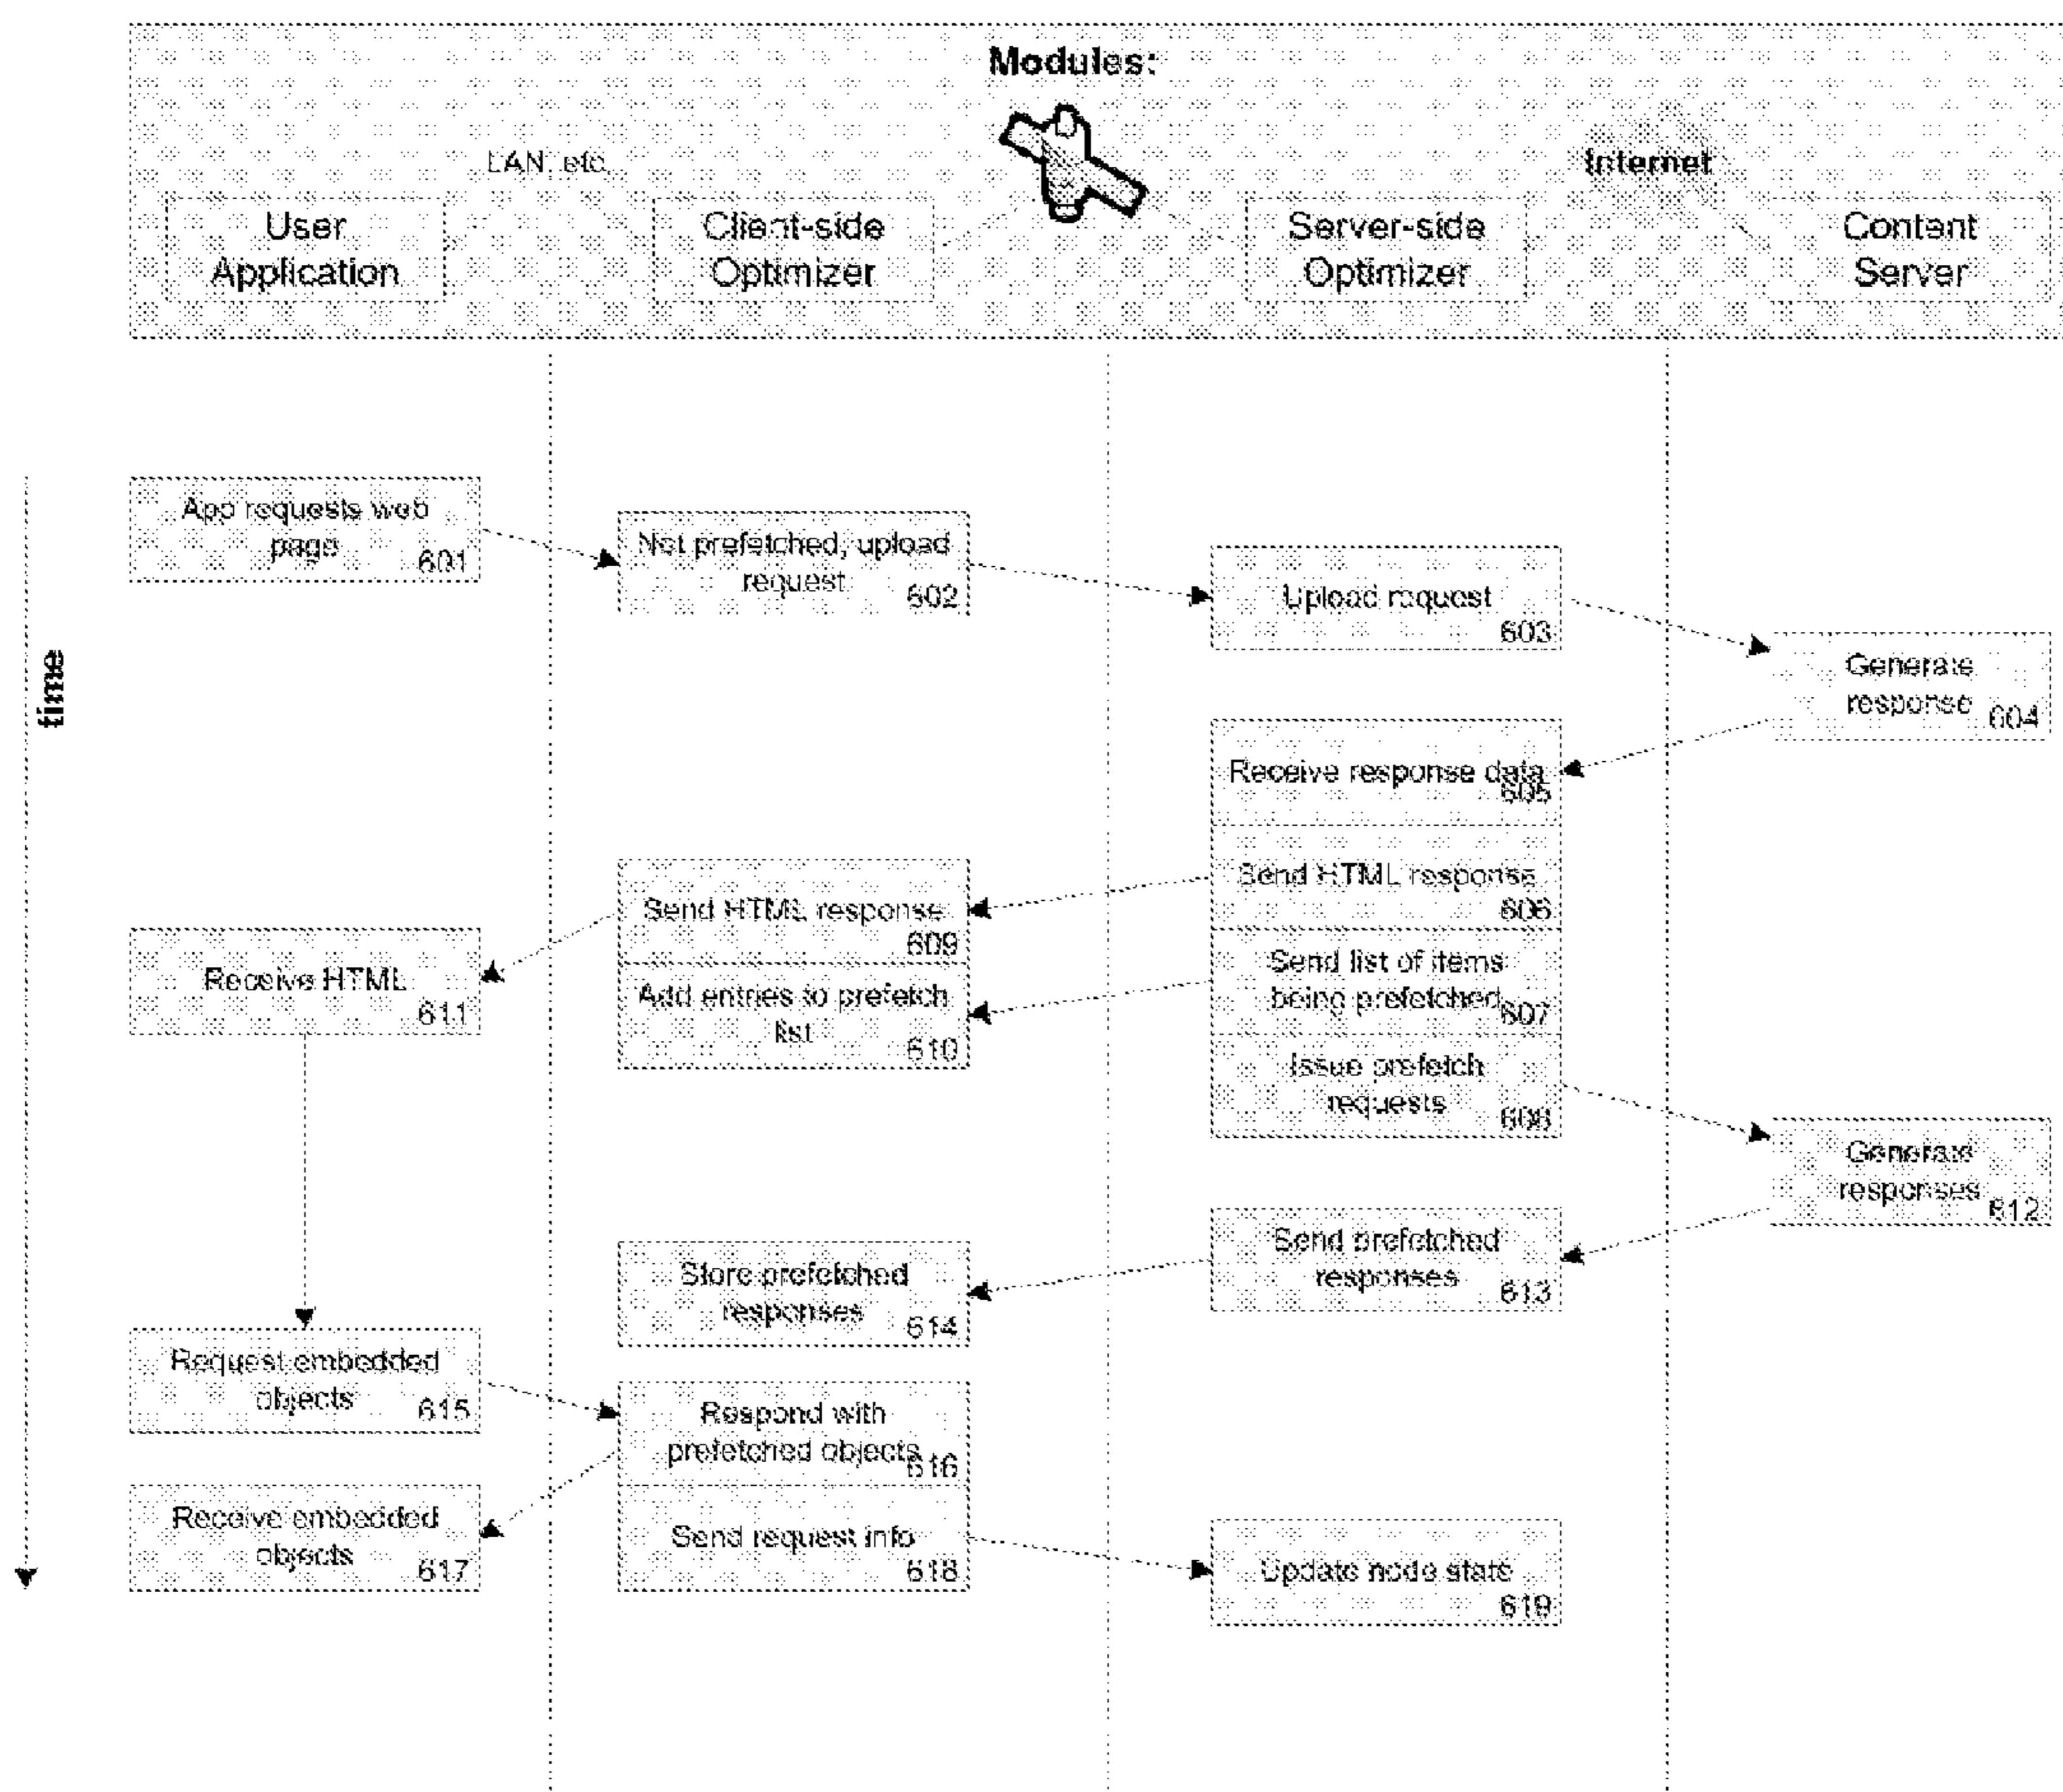 Modules:
LAN, etc.
Internet
User
Application
Client-side
Optimizer
Server-side
Optimizer
Content
Server
time
App requests web
page
601
Not prefetched, upload
request
602
Upload request
603
Generate
response
604
Receive response data
605
Send HTML response
606
Send HTML response
609
Send list of items
being prefetched
607
Receive HTML
611
Add entries to prefetch
list
610
Issue prefetch
requests
608
Generate
responses
612
Send prefetched
responses
613
Store prefetched
responses
614
Request embedded
objects
615
Respond with
prefetched objects
616
Receive embedded
objects
617
Send request info
618
Update node stats
619